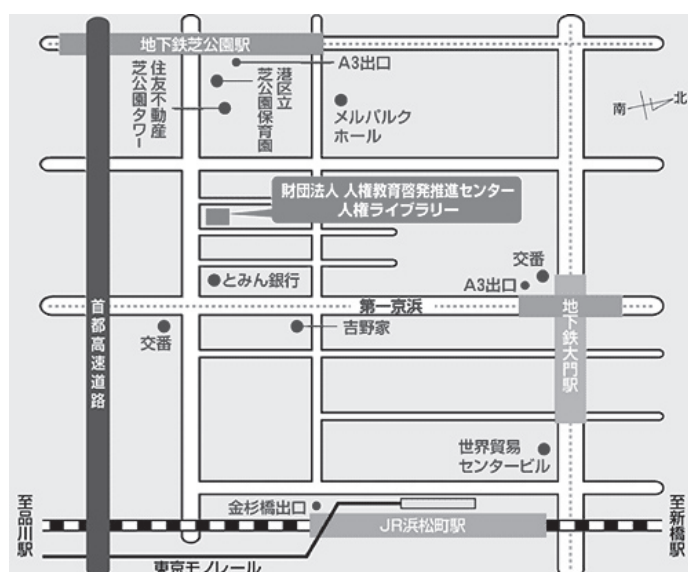 地下鉄芝公園駅
A3出口
住友不動産
芝公園タワー
港区立
芝公園保育園
メルパルク
ホール
南
北
財団法人 人権教育啓発推進センター
人権ライブラリー
とみん銀行
交番
A3出口
第一京浜
地下鉄大門駅
首都高速道路
交番
吉野家
世界貿易
センタービル
金杉橋出口
至品川駅
JR浜松町駅
至新橋駅
東京モノレール